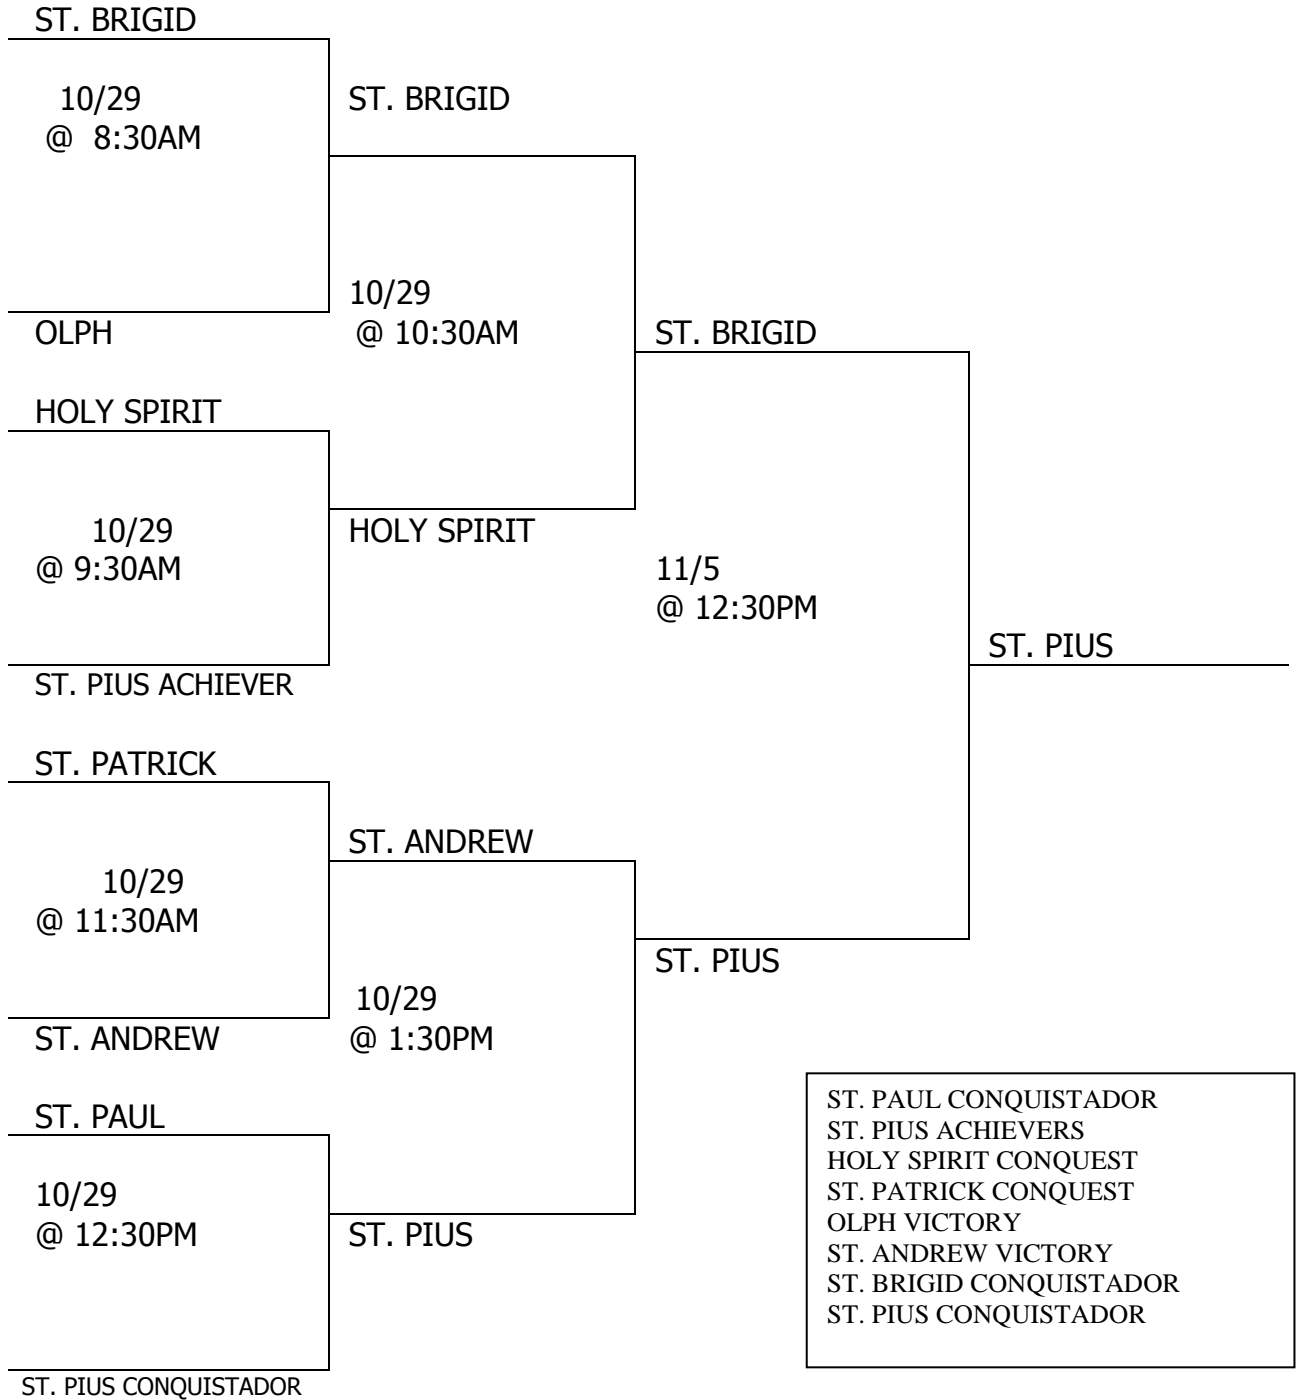 ST. BRIGID
10/29
@ 8:30AM
ST. BRIGID
10/29
@ 10:30AM
OLPH
ST. BRIGID
HOLY SPIRIT
10/29
@ 9:30AM
HOLY SPIRIT
11/5
@ 12:30PM
ST. PIUS
ST. PIUS ACHIEVER
ST. PATRICK
ST. ANDREW
10/29
@ 11:30AM
ST. PIUS
10/29
@ 1:30PM
ST. ANDREW
ST. PAUL
10/29
@ 12:30PM
ST. PIUS
ST. PIUS CONQUISTADOR
ST. PAUL CONQUISTADOR
ST. PIUS ACHIEVERS
HOLY SPIRIT CONQUEST
ST. PATRICK CONQUEST
OLPH VICTORY
ST. ANDREW VICTORY
ST. BRIGID CONQUISTADOR
ST. PIUS CONQUISTADOR